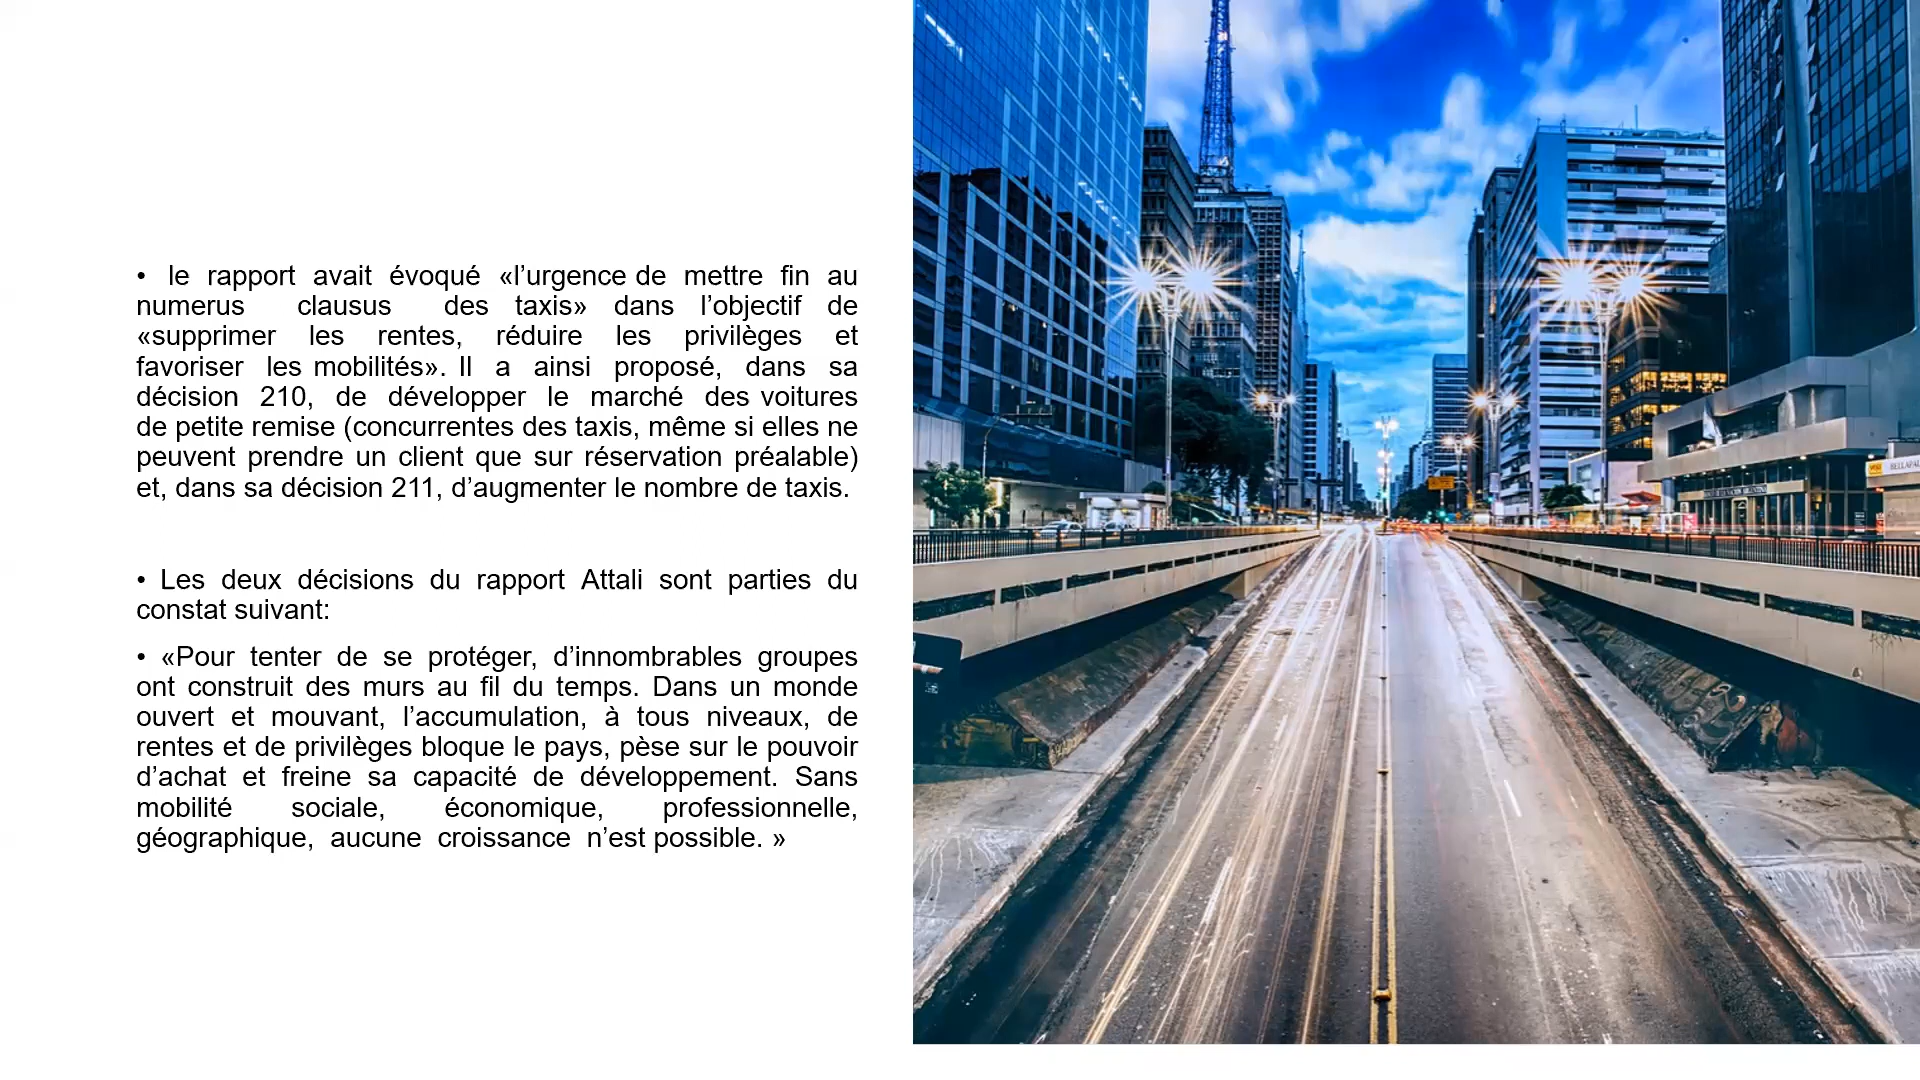 • le rapport avait évoqué «l’urgence de mettre fin au
numerus clausus des taxis» dans l’objectif de
«supprimer les rentes, réduire les privilèges et
favoriser les mobilités». Il a ainsi proposé, dans sa
décision 210, de développer le marché des voitures
de petite remise (concurrentes des taxis, même si elles ne
peuvent prendre un client que sur réservation préalable)
et, dans sa décision 211, d’augmenter le nombre de taxis.
• Les deux décisions du rapport Attali sont parties du
constat suivant:
• «Pour tenter de se protéger, d’innombrables groupes
ont construit des murs au fil du temps. Dans un monde
ouvert et mouvant, l’accumulation, à tous niveaux, de
rentes et de privilèges bloque le pays, pèse sur le pouvoir
d’achat et freine sa capacité de développement. Sans
mobilité sociale, économique, professionnelle,
géographique, aucune croissance n’est possible. »